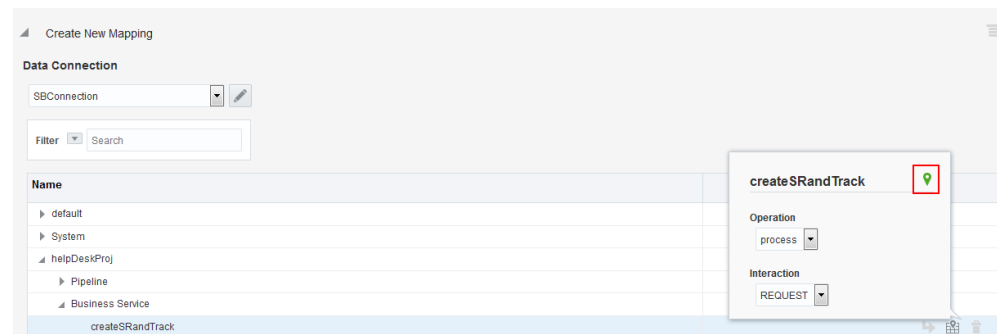 Create New Mapping
Data Connection
SBConnection
Filter Search
Name
default
System
helpDeskProj
Pipeline
Business Service
createSRandTrack
createSRandTrack
Operation
process
Interaction
REQUEST